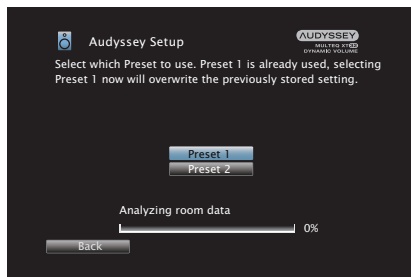 Audyssey Setup
AUDYSSEY
MULTEQ XT32
DYNAMIC VOLUME
Select which Preset to use. Preset 1 is already used, selecting
Preset 1 now will overwrite the previously stored setting.
Preset 1
Preset 2
Analyzing room data
0%
Back